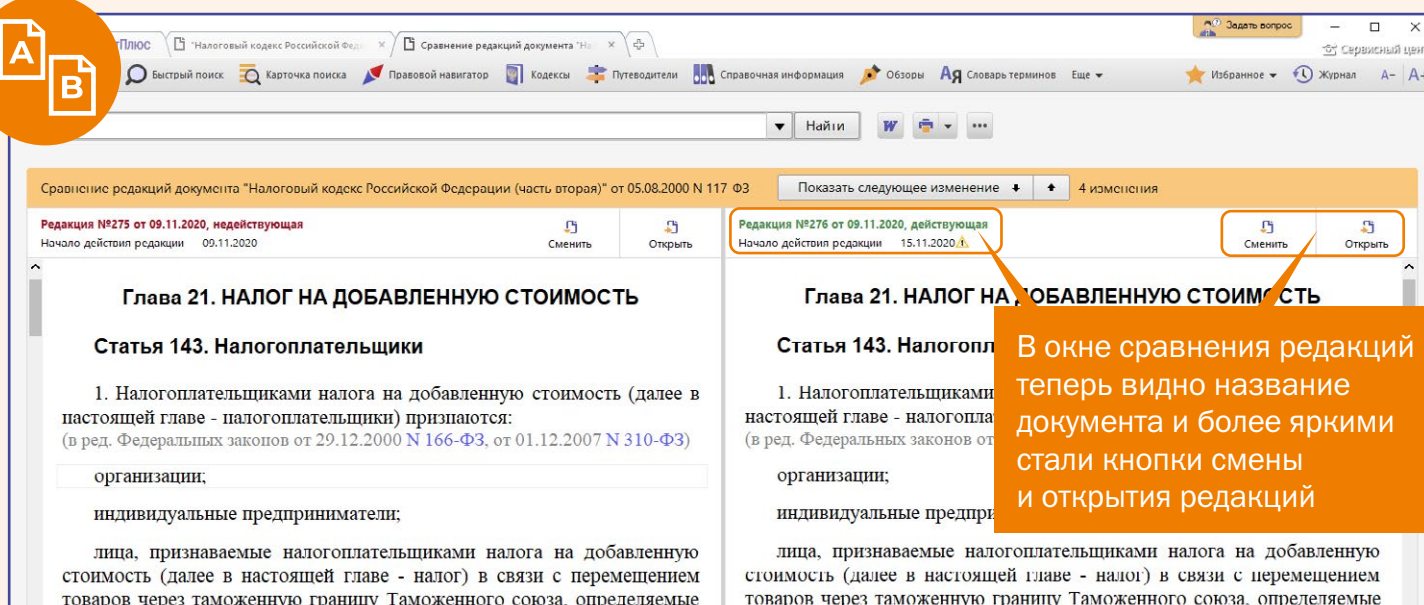 A
B
Задать вопрос
Плюс
"Налоговый кодекс Российской Фед
Сравнение редакций документа "На
Сервисный цен
Быстрый поиск Карточка поиска Правовой навигатор Кодексы Путеводители Справочная информация Обзоры Словарь терминов Еще Избранное Журнал А- А
Найти
Сравнение редакций документа "Налоговый кодекс Российской Федерации (часть вторая)" от 05.08.2000 N 117 ФЗ Показать следующее изменение 4 изменения
Редакция №275 от 09.11.2020, недействующая
Начало действия редакции 09.11.2020
Сменить Открыть
Глава 21. НАЛОГ НА ДОБАВЛЕННУЮ СТОИМОСТЬ
Статья 143. Налогоплательщики
1. Налогоплательщиками налога на добавленную стоимость (далее в
настоящей главе - налогоплательщики) признаются:
(в ред. Федеральных законов от 29.12.2000 N 166-ФЗ, от 01.12.2007 N 310-ФЗ)
организации;
индивидуальные предприниматели;
лица, признаваемые налогоплательщиками налога на добавленную
стоимость (далее в настоящей главе - налог) в связи с перемещением
товаров через таможенную границу Таможенного союза, определяемые
Редакция №276 от 09.11.2020, действующая
Начало действия редакции 15.11.2020
Сменить Открыть
Глава 21. НАЛОГ НА ДОБАВЛЕННУЮ СТОИМОСТЬ
Статья 143. Налогопл
1. Налогоплательщиками
настоящей главе - налогопла
(в ред. Федеральных законов от
организации;
индивидуальные предпри
лица, признаваемые налогоплательщиками налога на добавленную
стоимость (далее в настоящей главе - налог) в связи с перемещением
товаров через таможенную границу Таможенного союза, определяемые
В окне сравнения редакций
теперь видно название
документа и более яркими
стали кнопки смены
и открытия редакций